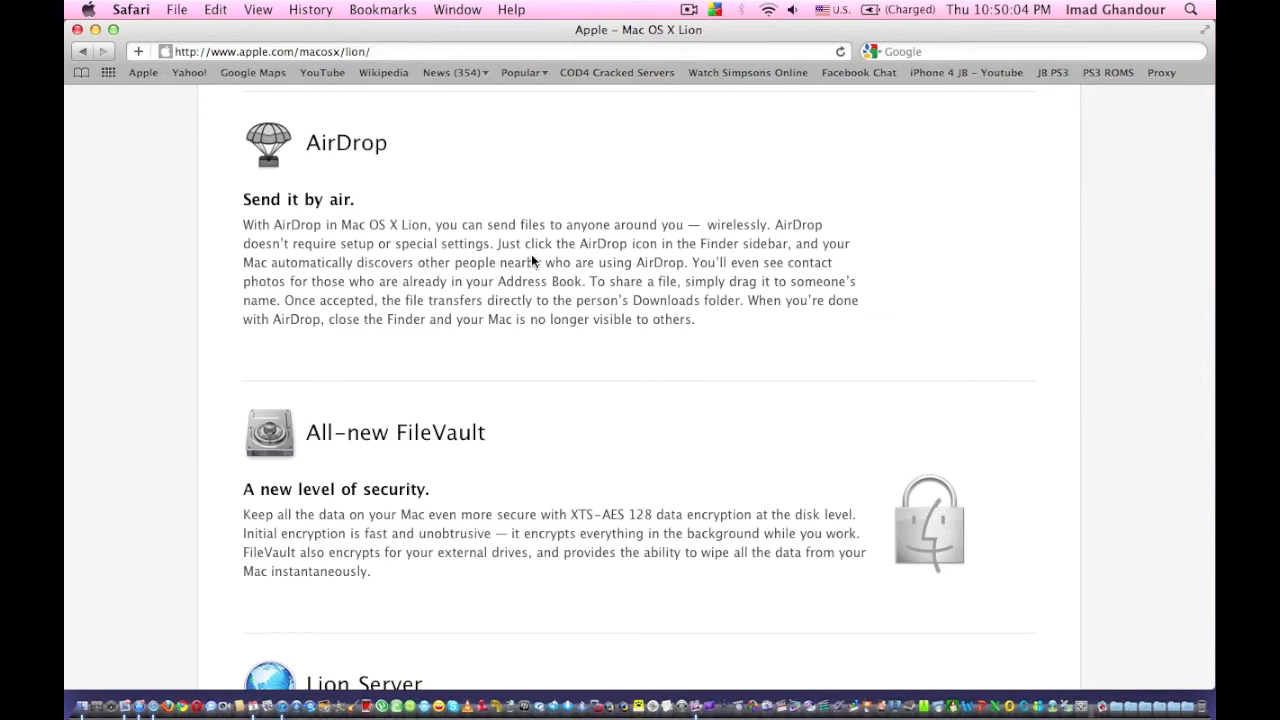 Safari File Edit View History Bookmarks Window Help U.S. (Charged) Thu 10:50:04 PM Imad Ghandour
Apple – Mac OS X Lion
http://www.apple.com/macosx/lion/ Google
Apple Yahoo! Google Maps YouTube Wikipedia News (354) Popular COD4 Cracked Servers Watch Simpsons Online Facebook Chat iPhone 4 JB – Youtube JB PS3 PS3 ROMS Proxy
AirDrop
Send it by air.
With AirDrop in Mac OS X Lion, you can send files to anyone around you — wirelessly. AirDrop
doesn't require setup or special settings. Just click the AirDrop icon in the Finder sidebar, and your
Mac automatically discovers other people nearby who are using AirDrop. You'll even see contact
photos for those who are already in your Address Book. To share a file, simply drag it to someone's
name. Once accepted, the file transfers directly to the person's Downloads folder. When you're done
with AirDrop, close the Finder and your Mac is no longer visible to others.
All-new FileVault
A new level of security.
Keep all the data on your Mac even more secure with XTS-AES 128 data encryption at the disk level.
Initial encryption is fast and unobtrusive — it encrypts everything in the background while you work.
FileVault also encrypts for your external drives, and provides the ability to wipe all the data from your
Mac instantaneously.
Lion Server